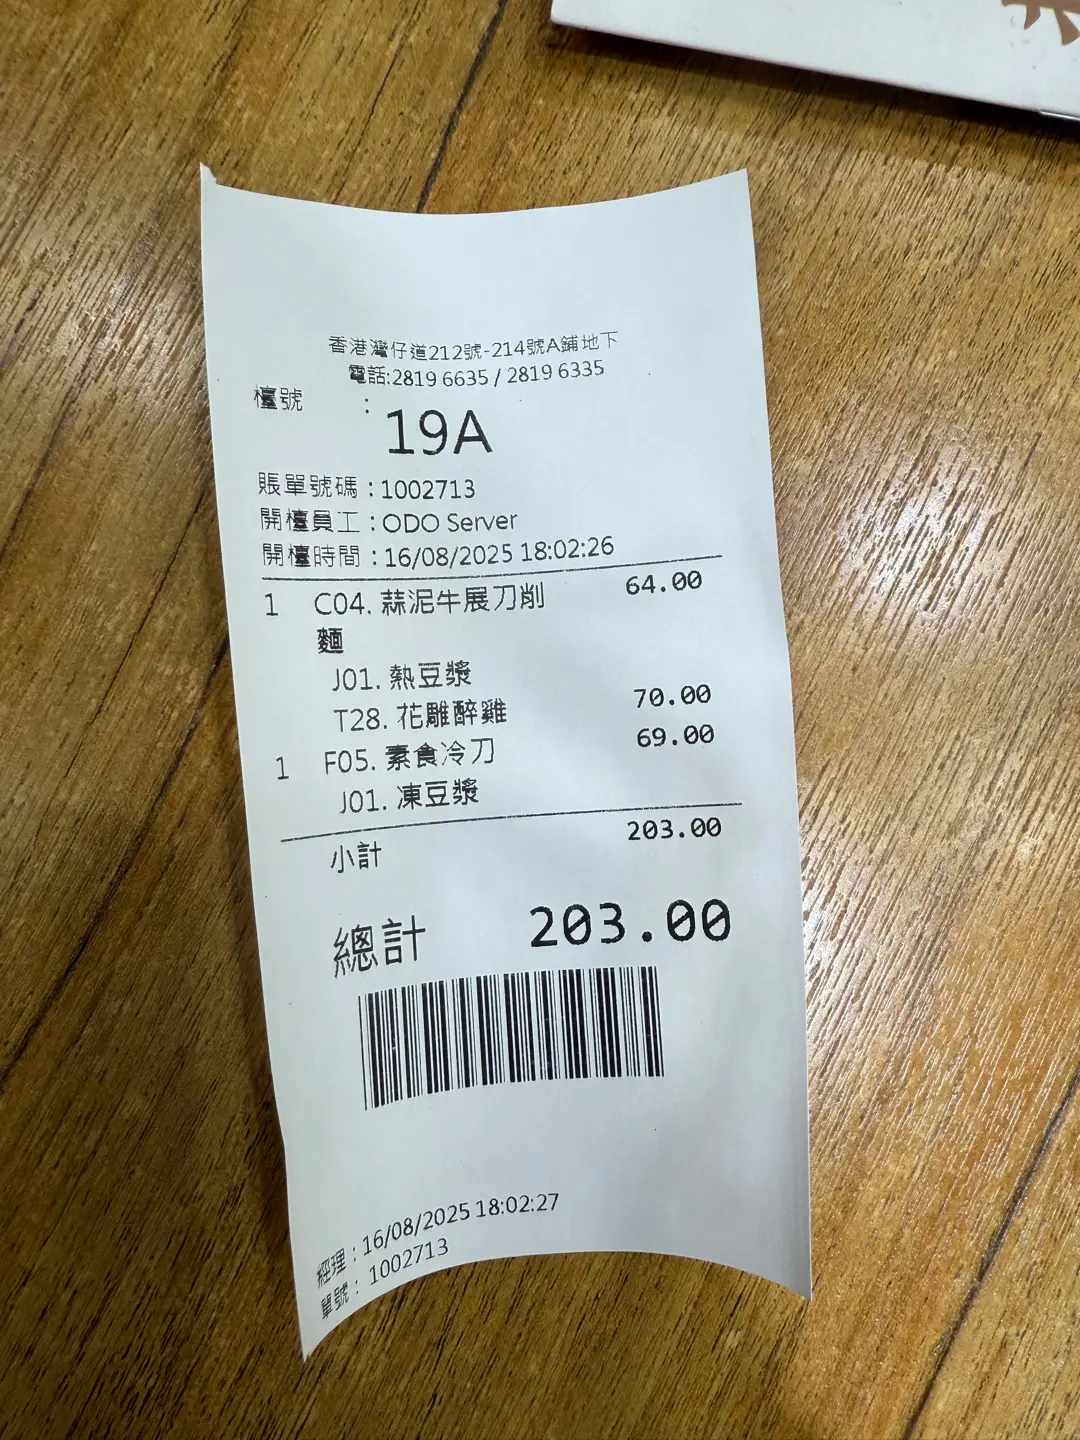 香港灣仔道212號-214號A鋪地下
電話:2819 6635 / 2819 6335
檯號 :
19A
賬單號碼 : 1002713
開檯員工 : ODO Server
開檯時間 : 16/08/2025 18:02:26
1 C04. 蒜泥牛展刀削 64.00
麵
J01. 熱豆漿
T28. 花雕醉雞 70.00
1 F05. 素食冷刀 69.00
J01. 凍豆漿
小計 203.00
總計 203.00
經理 : 16/08/2025 18:02:27
單號 : 1002713